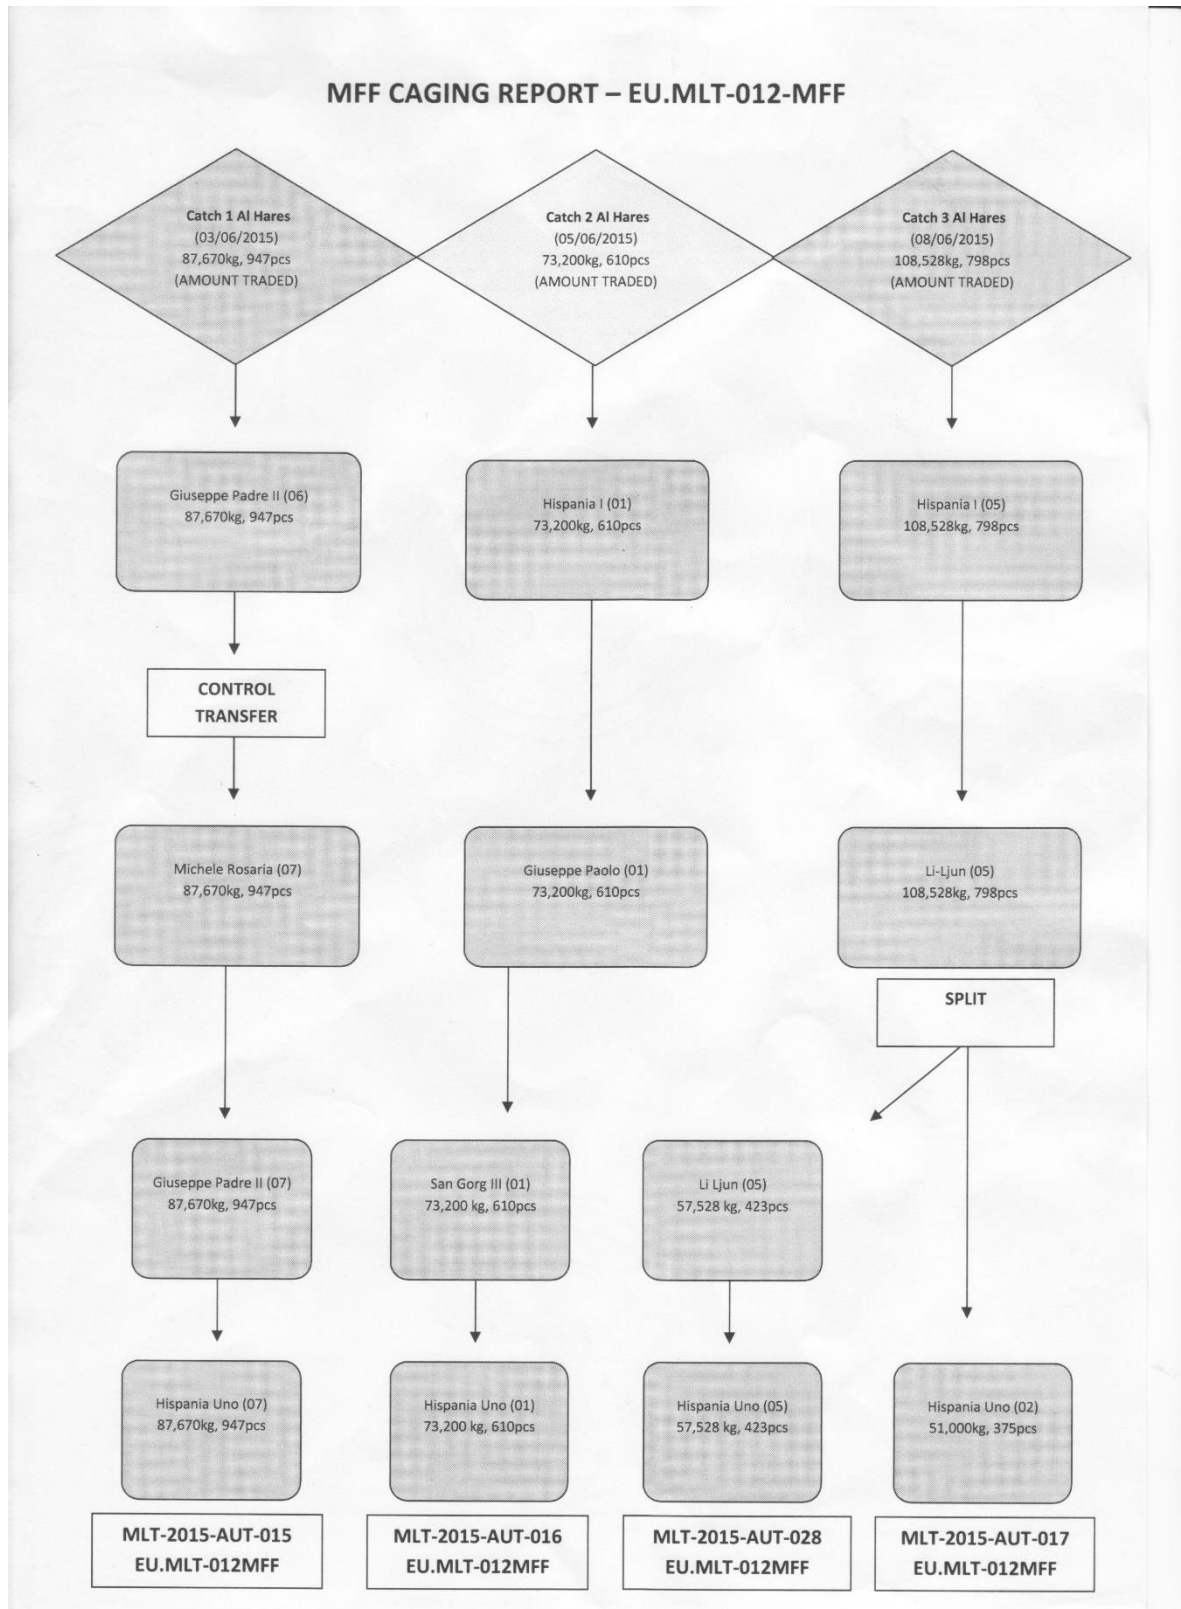 MFF CAGING REPORT – EU.MLT-012-MFF
Catch 1 Al Hares
(03/06/2015)
87,670kg, 947pcs
(AMOUNT TRADED)
Catch 2 Al Hares
(05/06/2015)
73,200kg, 610pcs
(AMOUNT TRADED)
Catch 3 Al Hares
(08/06/2015)
108,528kg, 798pcs
(AMOUNT TRADED)
Giuseppe Padre II (06)
87,670kg, 947pcs
Hispania I (01)
73,200kg, 610pcs
Hispania I (05)
108,528kg, 798pcs
CONTROL
TRANSFER
Michele Rosaria (07)
87,670kg, 947pcs
Giuseppe Paolo (01)
73,200kg, 610pcs
Li-Ljun (05)
108,528kg, 798pcs
SPLIT
Giuseppe Padre II (07)
87,670kg, 947pcs
San Gorg III (01)
73,200 kg, 610pcs
Li Ljun (05)
57,528 kg, 423pcs
Hispania Uno (07)
87,670kg, 947pcs
Hispania Uno (01)
73,200 kg, 610pcs
Hispania Uno (05)
57,528 kg, 423pcs
Hispania Uno (02)
51,000kg, 375pcs
MLT-2015-AUT-015
EU.MLT-012MFF
MLT-2015-AUT-016
EU.MLT-012MFF
MLT-2015-AUT-028
EU.MLT-012MFF
MLT-2015-AUT-017
EU.MLT-012MFF